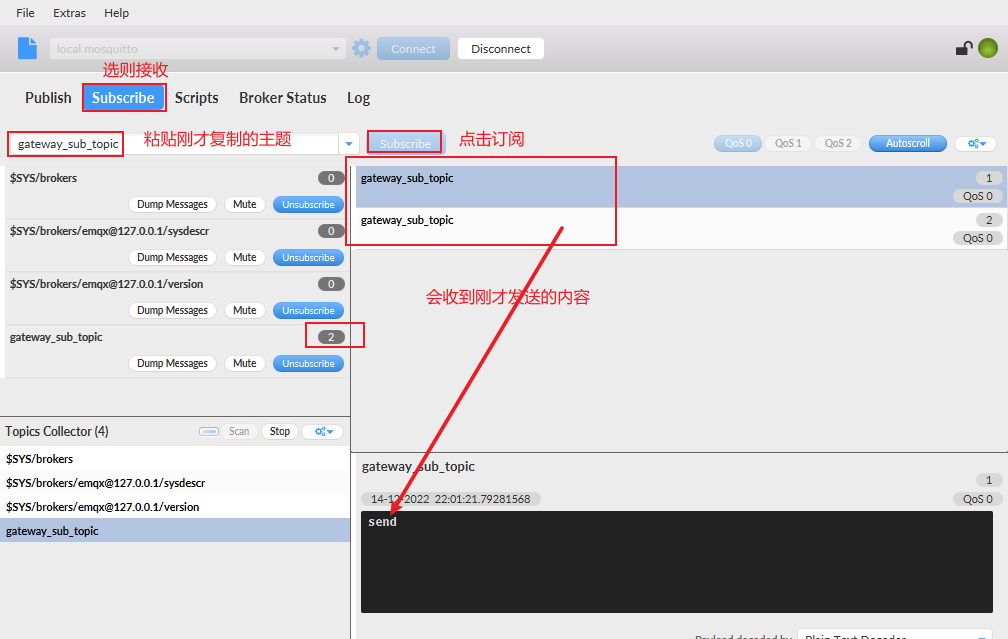 File Extras Help
local mosquitto Connect Disconnect
选则接收
Publish Subscribe Scripts Broker Status Log
gateway_sub_topic 粘贴刚才复制的主题 Subscribe 点击订阅 QoS 0 QoS 1 QoS 2 Autoscroll
$SYS/brokers 0
Dump Messages Mute Unsubscribe
$SYS/brokers/emqx@127.0.0.1/sysdescr 0
Dump Messages Mute Unsubscribe
$SYS/brokers/emqx@127.0.0.1/version 0
Dump Messages Mute Unsubscribe
gateway_sub_topic 2
Dump Messages Mute Unsubscribe
gateway_sub_topic 1
QoS 0
gateway_sub_topic 2
QoS 0
会收到刚才发送的内容
Topics Collector (4) Scan Stop
$SYS/brokers
$SYS/brokers/emqx@127.0.0.1/sysdescr
$SYS/brokers/emqx@127.0.0.1/version
gateway_sub_topic
gateway_sub_topic
1
14-12-2022 22:01:21.79281568 QoS 0
send
Payload decoded by Plain Text Decoder